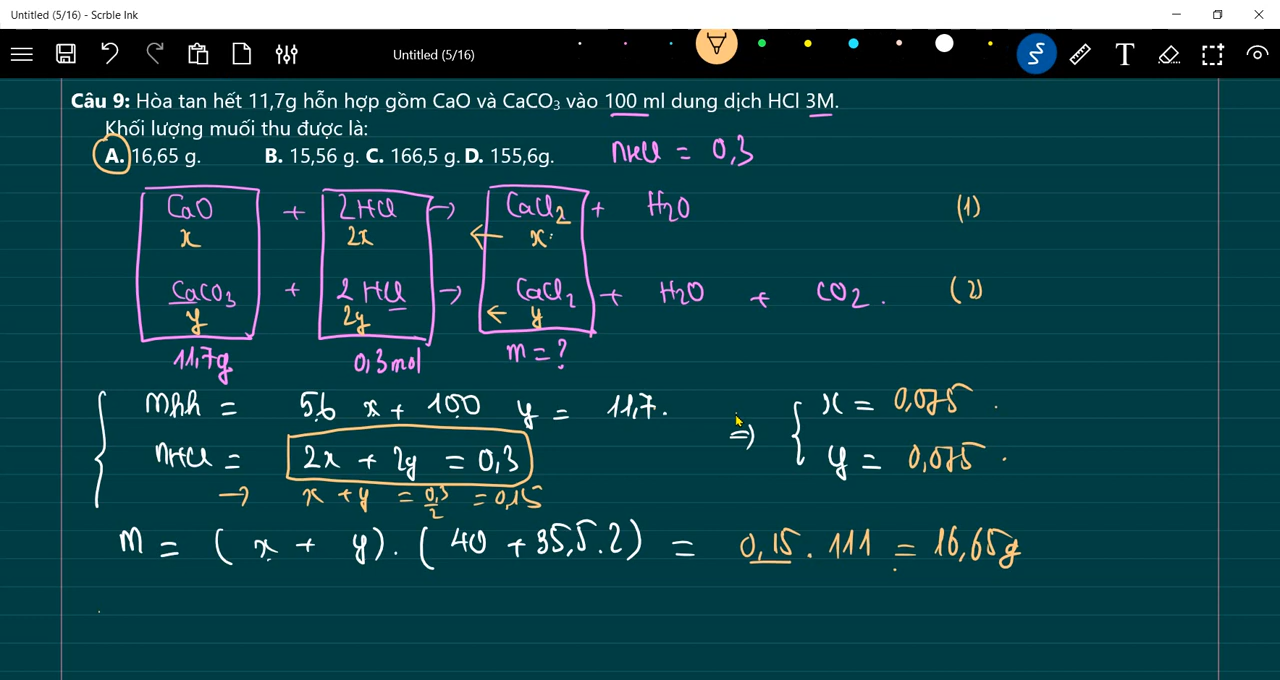 Untitled (5/16) - Scrble Ink
Untitled (5/16)
T
Câu 9: Hòa tan hết 11,7g hỗn hợp gồm CaO và CaCO₃ vào 100 ml dung dịch HCl 3M.
Khối lượng muối thu được là:
A. 16,65 g. B. 15,56 g. C. 166,5 g. D. 155,6g. nHCl = 0,3
CaO + 2HCl → CaCl₂ + H₂O (1)
x 2x ← x
CaCO₃ + 2HCl → CaCl₂ + H₂O + CO₂. (2)
y 2y ← y
11,7g 0,3mol m = ?
mhh = 56 x + 100 y = 11,7. ⇒ x = 0,075.
nHCl = 2x + 2y = 0,3 y = 0,075.
→ x + y = 0,3/2 = 0,15
m = (x + y).(40 + 35,5.2) = 0,15.111 = 16,65g